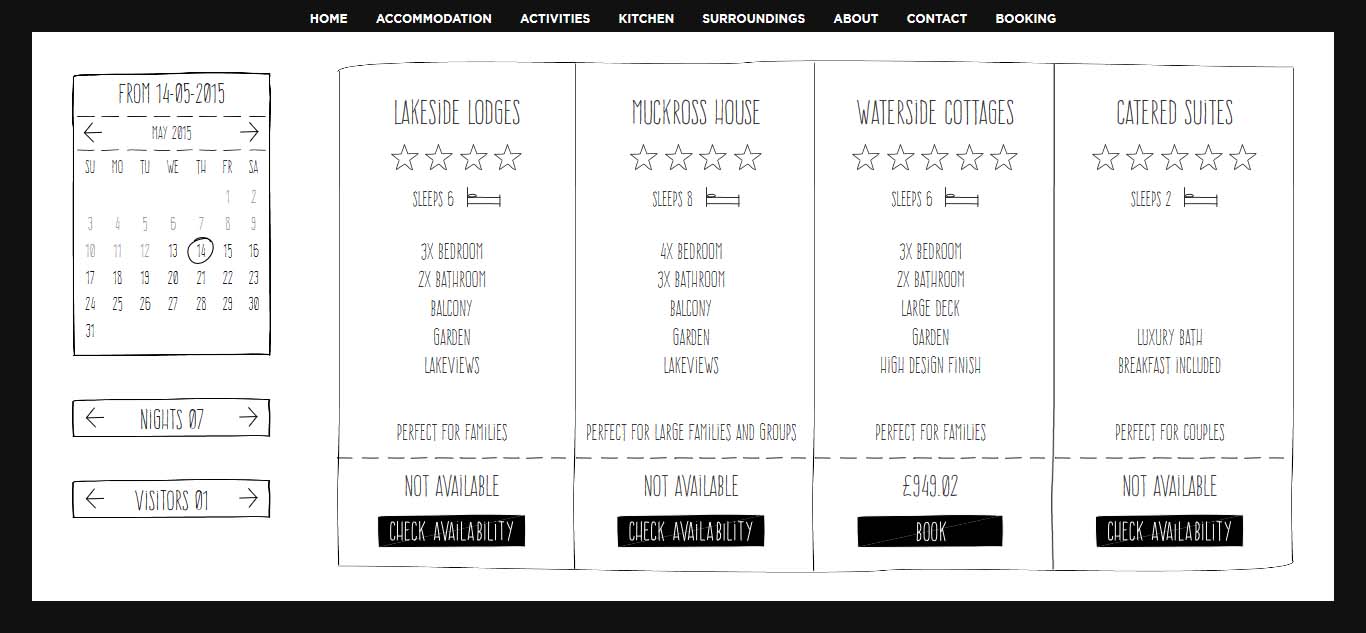 HOME ACCOMMODATION ACTIVITIES KITCHEN SURROUNDINGS ABOUT CONTACT BOOKING
FROM 14-05-2015
MAY 2015
SU MO TU WE TH FR SA
1 2
3 4 5 6 7 8 9
10 11 12 13 14 15 16
17 18 19 20 21 22 23
24 25 26 27 28 29 30
31
NIGHTS 07
VISITORS 01
LAKESIDE LODGES
SLEEPS 6
3X BEDROOM
2X BATHROOM
BALCONY
GARDEN
LAKEVIEWS
PERFECT FOR FAMILIES
NOT AVAILABLE
CHECK AVAILABILITY
MUCKROSS HOUSE
SLEEPS 8
4X BEDROOM
3X BATHROOM
BALCONY
GARDEN
LAKEVIEWS
PERFECT FOR LARGE FAMILIES AND GROUPS
NOT AVAILABLE
CHECK AVAILABILITY
WATERSIDE COTTAGES
SLEEPS 6
3X BEDROOM
2X BATHROOM
LARGE DECK
GARDEN
HIGH DESIGN FINISH
PERFECT FOR FAMILIES
£949.02
BOOK
CATERED SUITES
SLEEPS 2
LUXURY BATH
BREAKFAST INCLUDED
PERFECT FOR COUPLES
NOT AVAILABLE
CHECK AVAILABILITY